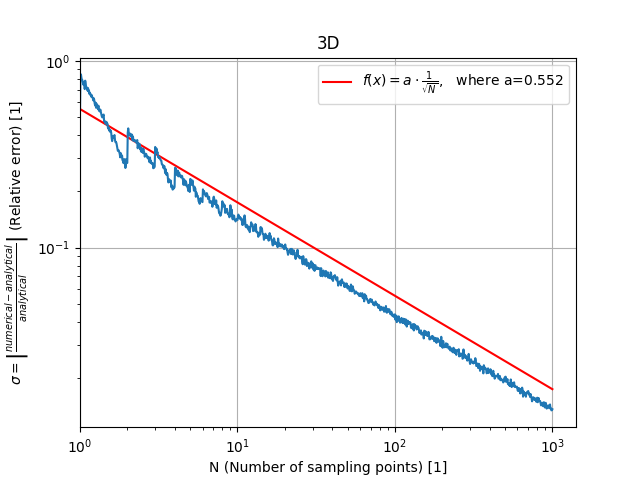 3D
10⁰
10⁻¹
σ = |numerical − analytical / analytical| (Relative error) [1]
f(x) = a · 1/√N,   where a=0.552
10⁰ 10¹ 10² 10³
N (Number of sampling points) [1]